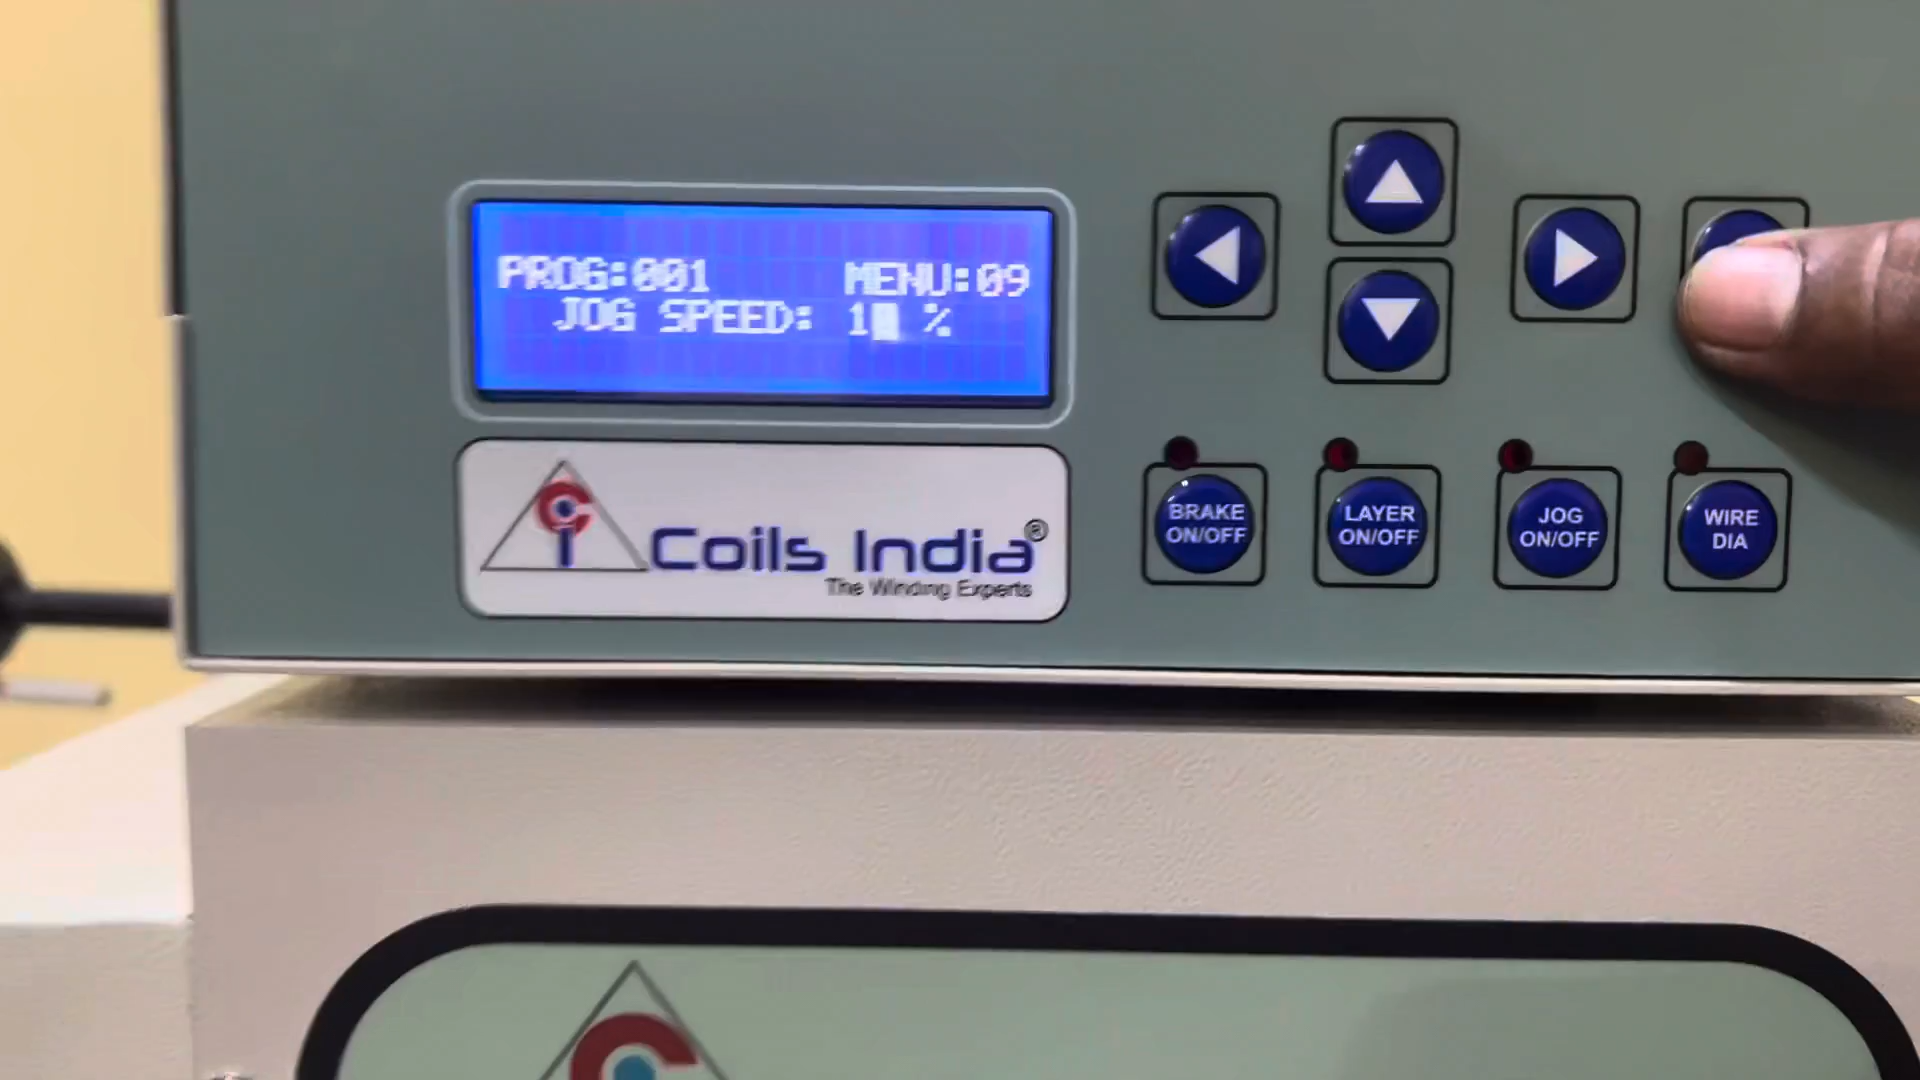 PROG:001 MENU:09
JOG SPEED: 1 %
Coils India®
The Winding Experts
BRAKE
ON/OFF
LAYER
ON/OFF
JOG
ON/OFF
WIRE
DIA